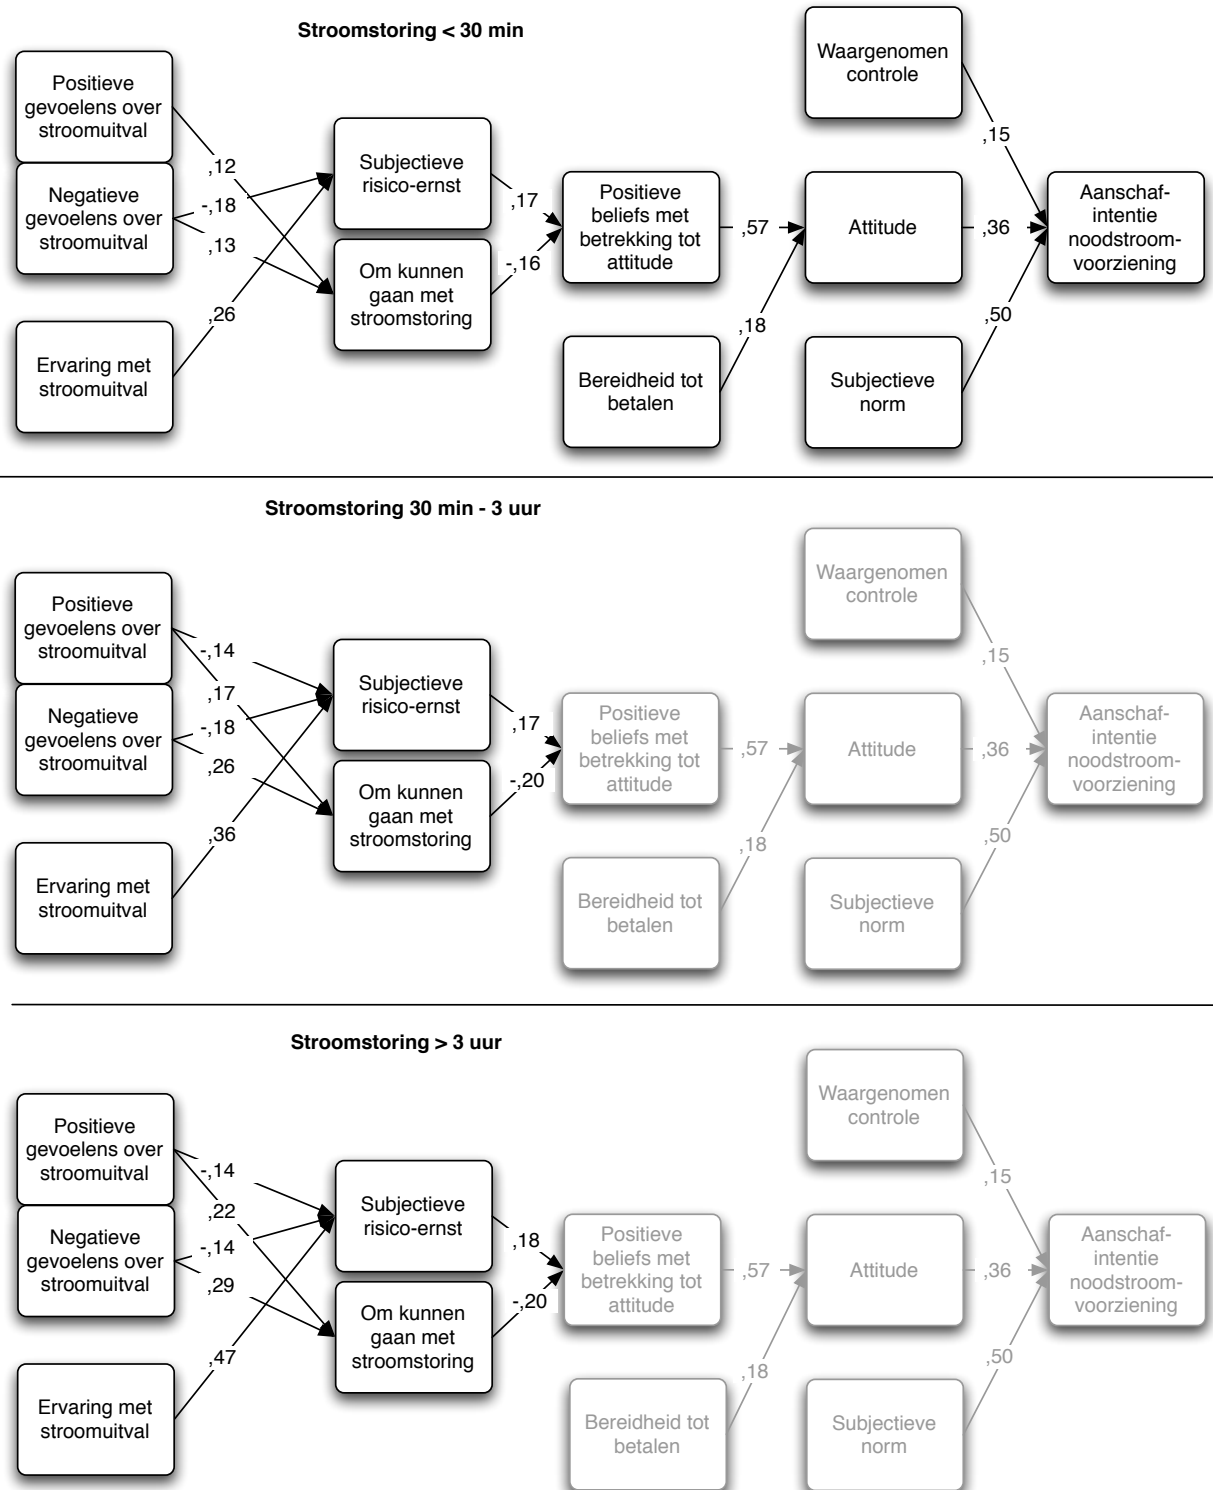 Stroomstoring < 30 min
Positieve
gevoelens over
stroomuitval
Negatieve
gevoelens over
stroomuitval
Ervaring met
stroomuitval
,12
-,18
,13
,26
Subjectieve
risico-ernst
Om kunnen
gaan met
stroomstoring
,17
-,16
Positieve
beliefs met
betrekking tot
attitude
Bereidheid tot
betalen
,57
,18
Waargenomen
controle
Attitude
Subjectieve
norm
,15
,36
,50
Aanschaf-
intentie
noodstroom-
voorziening
Stroomstoring 30 min - 3 uur
Positieve
gevoelens over
stroomuitval
Negatieve
gevoelens over
stroomuitval
Ervaring met
stroomuitval
-,14
,17
-,18
,26
,36
Subjectieve
risico-ernst
Om kunnen
gaan met
stroomstoring
,17
-,20
Positieve
beliefs met
betrekking tot
attitude
Bereidheid tot
betalen
,57
,18
Waargenomen
controle
Attitude
Subjectieve
norm
,15
,36
,50
Aanschaf-
intentie
noodstroom-
voorziening
Stroomstoring > 3 uur
Positieve
gevoelens over
stroomuitval
Negatieve
gevoelens over
stroomuitval
Ervaring met
stroomuitval
-,14
,22
-,14
,29
,47
Subjectieve
risico-ernst
Om kunnen
gaan met
stroomstoring
,18
-,20
Positieve
beliefs met
betrekking tot
attitude
Bereidheid tot
betalen
,57
,18
Waargenomen
controle
Attitude
Subjectieve
norm
,15
,36
,50
Aanschaf-
intentie
noodstroom-
voorziening